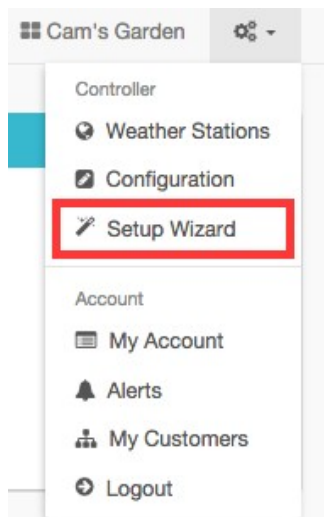 Cam's Garden
Controller
Weather Stations
Configuration
Setup Wizard
Account
My Account
Alerts
My Customers
Logout